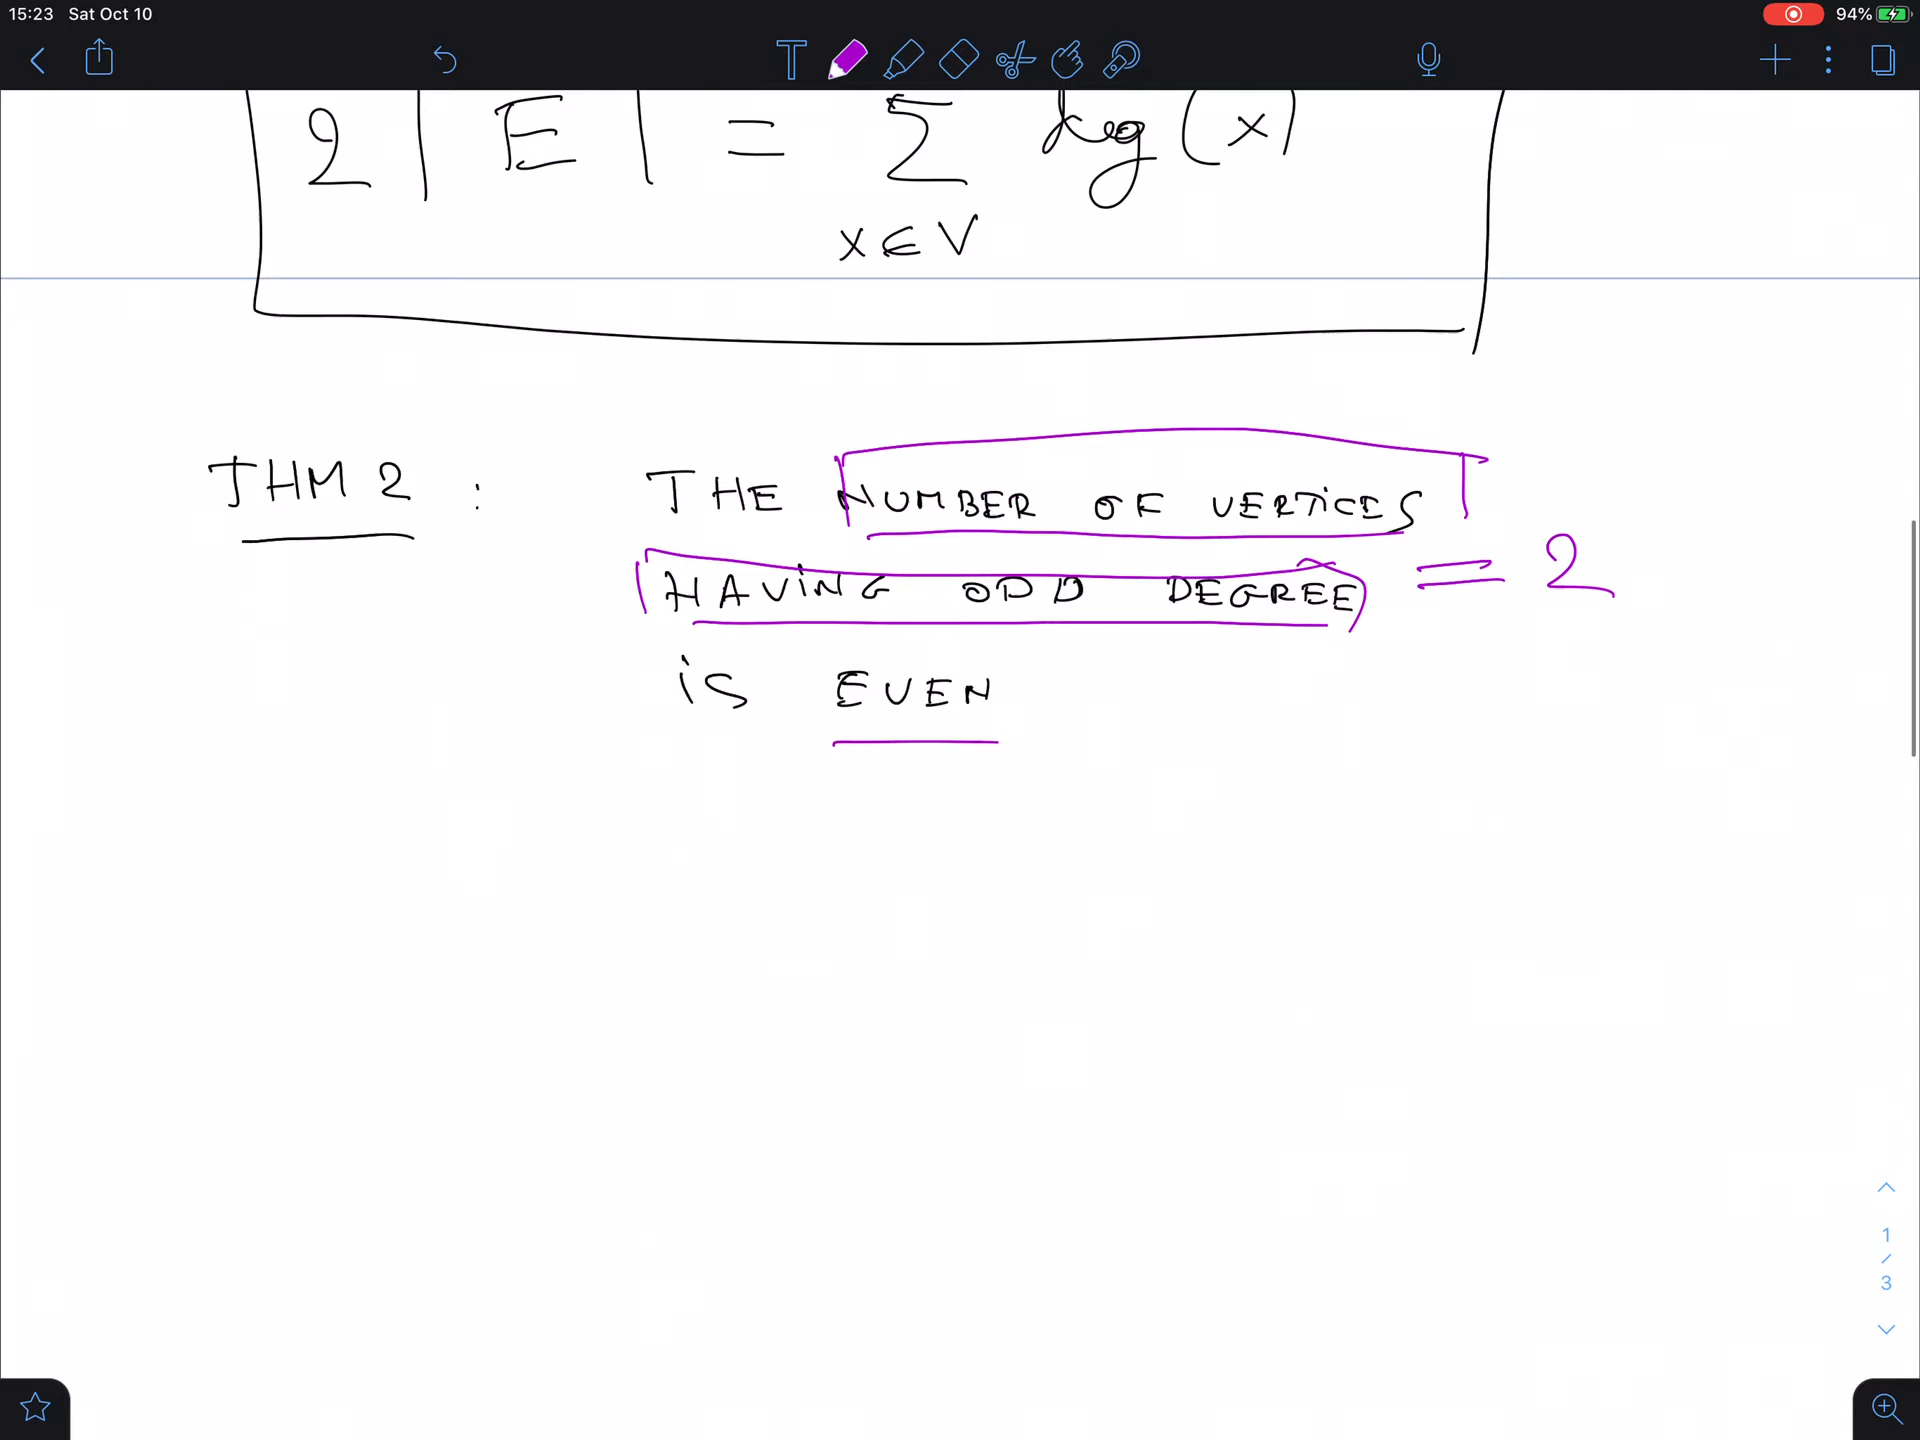 15:23 Sat Oct 10
94%
2|E| = Σ deg(x)
x∈V
THM 2 : THE NUMBER OF VERTICES
HAVING ODD DEGREE = 2
is EVEN
1
/
3